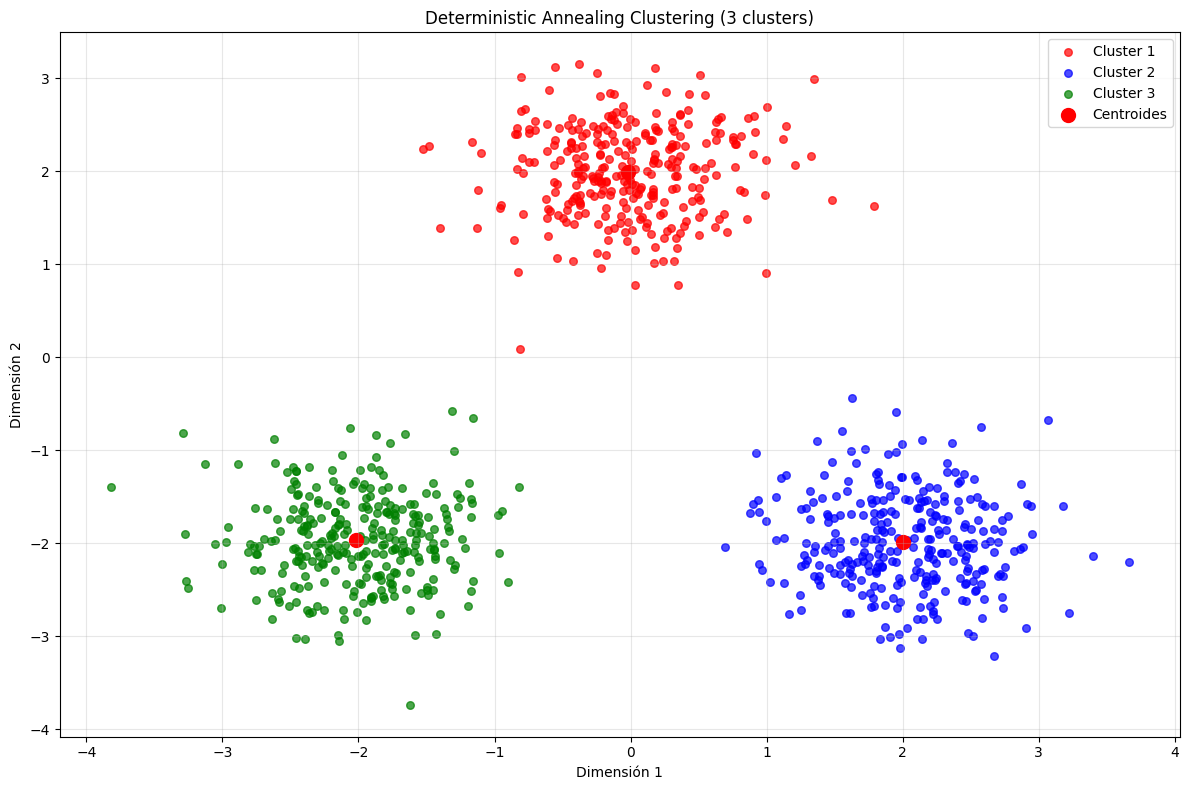 Deterministic Annealing Clustering (3 clusters)
Cluster 1
Cluster 2
Cluster 3
Centroides
3
2
1
0
−1
−2
−3
−4
Dimensión 2
−4
−3
−2
−1
0
1
2
3
4
Dimensión 1